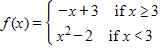 f(x) = { −x+3 if x ≥ 3
x²−2 if x < 3